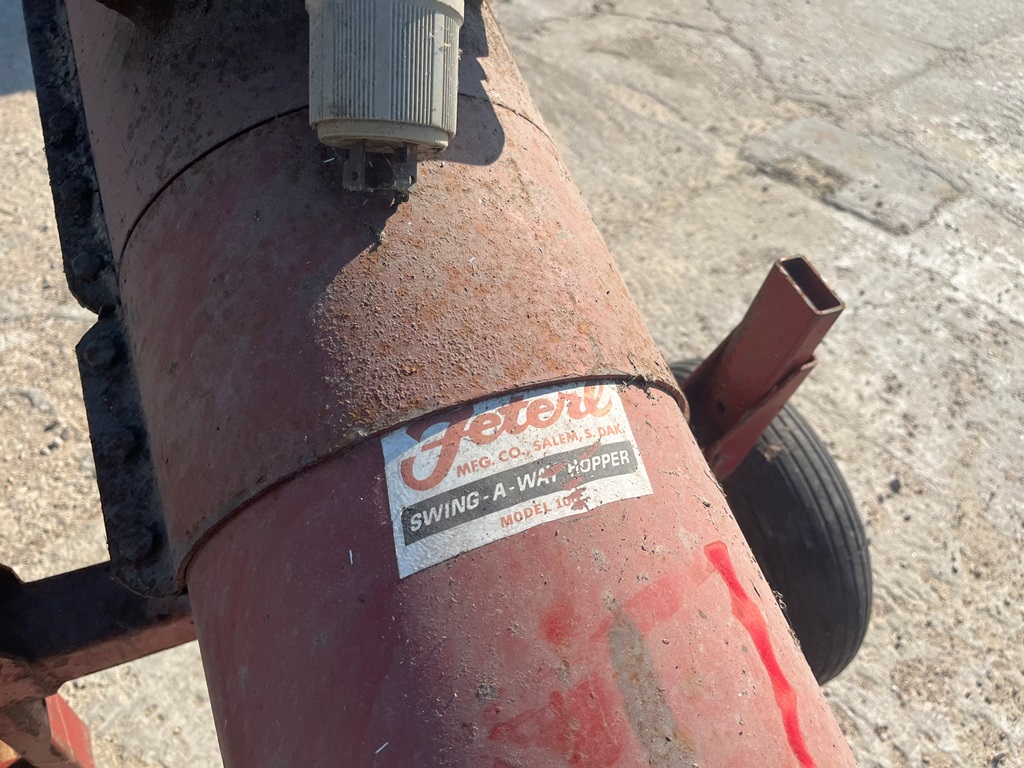 Feterl
MFG. CO., SALEM, S. DAK.
SWING-A-WAY HOPPER
MODEL